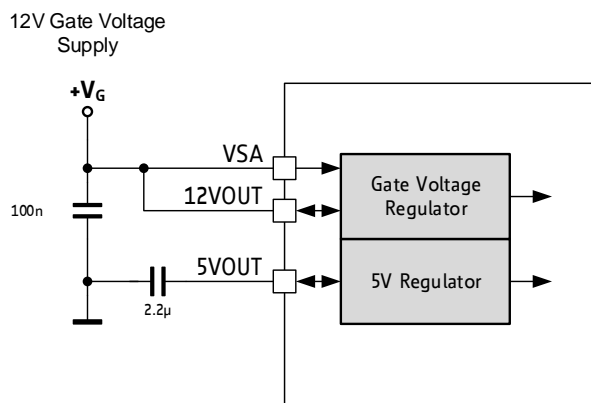 12V Gate Voltage
Supply
+VG
VSA
12VOUT
Gate Voltage
Regulator
100n
5VOUT
5V Regulator
2.2µ